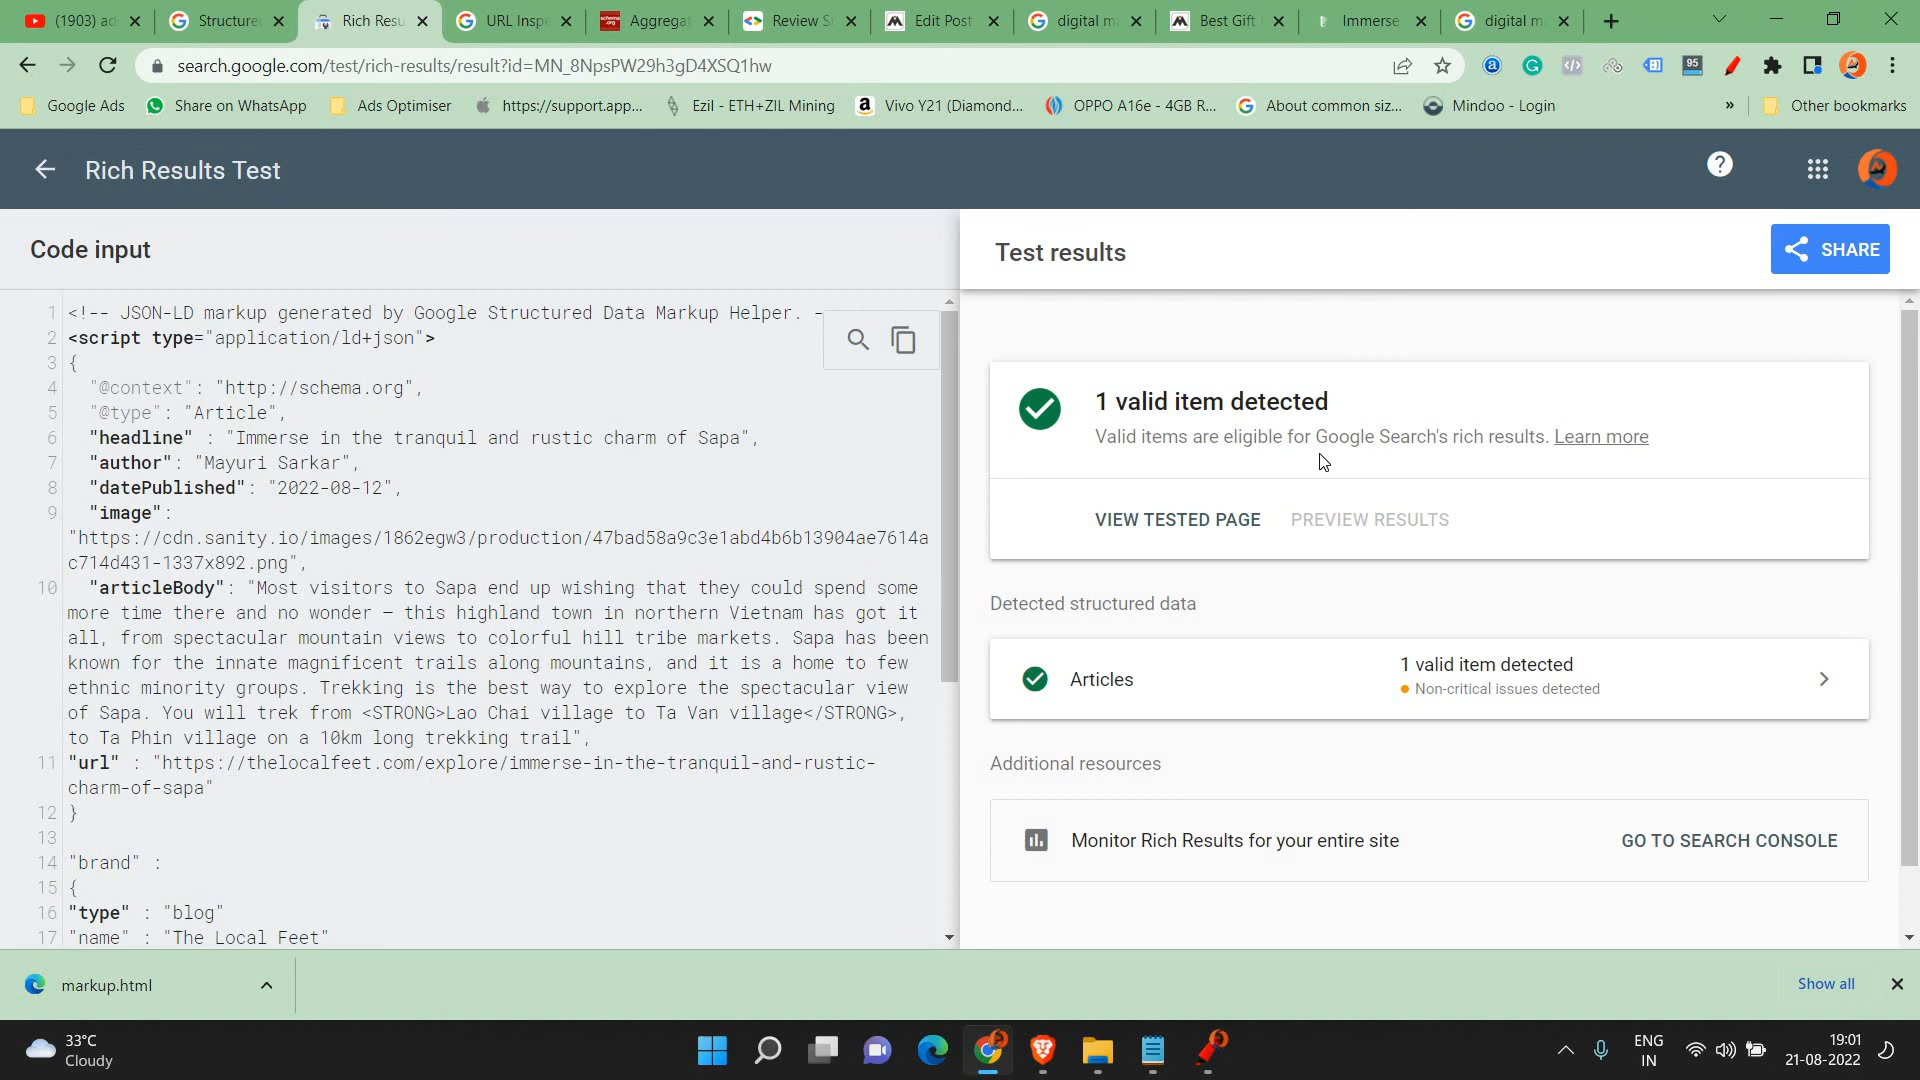 (1903) ad
Structure
Rich Resu
URL Inspe
Aggregat
Review S
Edit Post
digital m
Best Gift
Immerse
digital m
search.google.com/test/rich-results/result?id=MN_8NpsPW29h3gD4XSQ1hw
95
Google Ads
Share on WhatsApp
Ads Optimiser
https://support.app...
Ezil - ETH+ZIL Mining
Vivo Y21 (Diamond...
OPPO A16e - 4GB R...
About common siz...
Mindoo - Login
»
Other bookmarks
Rich Results Test
Code input
1 <!-- JSON-LD markup generated by Google Structured Data Markup Helper. -
2 <script type="application/ld+json">
3 {
4 "@context": "http://schema.org",
5 "@type": "Article",
6 "headline" : "Immerse in the tranquil and rustic charm of Sapa",
7 "author": "Mayuri Sarkar",
8 "datePublished": "2022-08-12",
9 "image":
"https://cdn.sanity.io/images/1862egw3/production/47bad58a9c3e1abd4b6b13904ae7614a
c714d431-1337x892.png",
10 "articleBody": "Most visitors to Sapa end up wishing that they could spend some
more time there and no wonder – this highland town in northern Vietnam has got it
all, from spectacular mountain views to colorful hill tribe markets. Sapa has been
known for the innate magnificent trails along mountains, and it is a home to few
ethnic minority groups. Trekking is the best way to explore the spectacular view
of Sapa. You will trek from <STRONG>Lao Chai village to Ta Van village</STRONG>,
to Ta Phin village on a 10km long trekking trail",
11 "url" : "https://thelocalfeet.com/explore/immerse-in-the-tranquil-and-rustic-
charm-of-sapa"
12 }
13
14 "brand" :
15 {
16 "type" : "blog"
17 "name" : "The Local Feet"
Test results
SHARE
1 valid item detected
Valid items are eligible for Google Search's rich results. Learn more
VIEW TESTED PAGE
PREVIEW RESULTS
Detected structured data
Articles
1 valid item detected
Non-critical issues detected
Additional resources
Monitor Rich Results for your entire site
GO TO SEARCH CONSOLE
markup.html
Show all
33°C
Cloudy
ENG
IN
19:01
21-08-2022